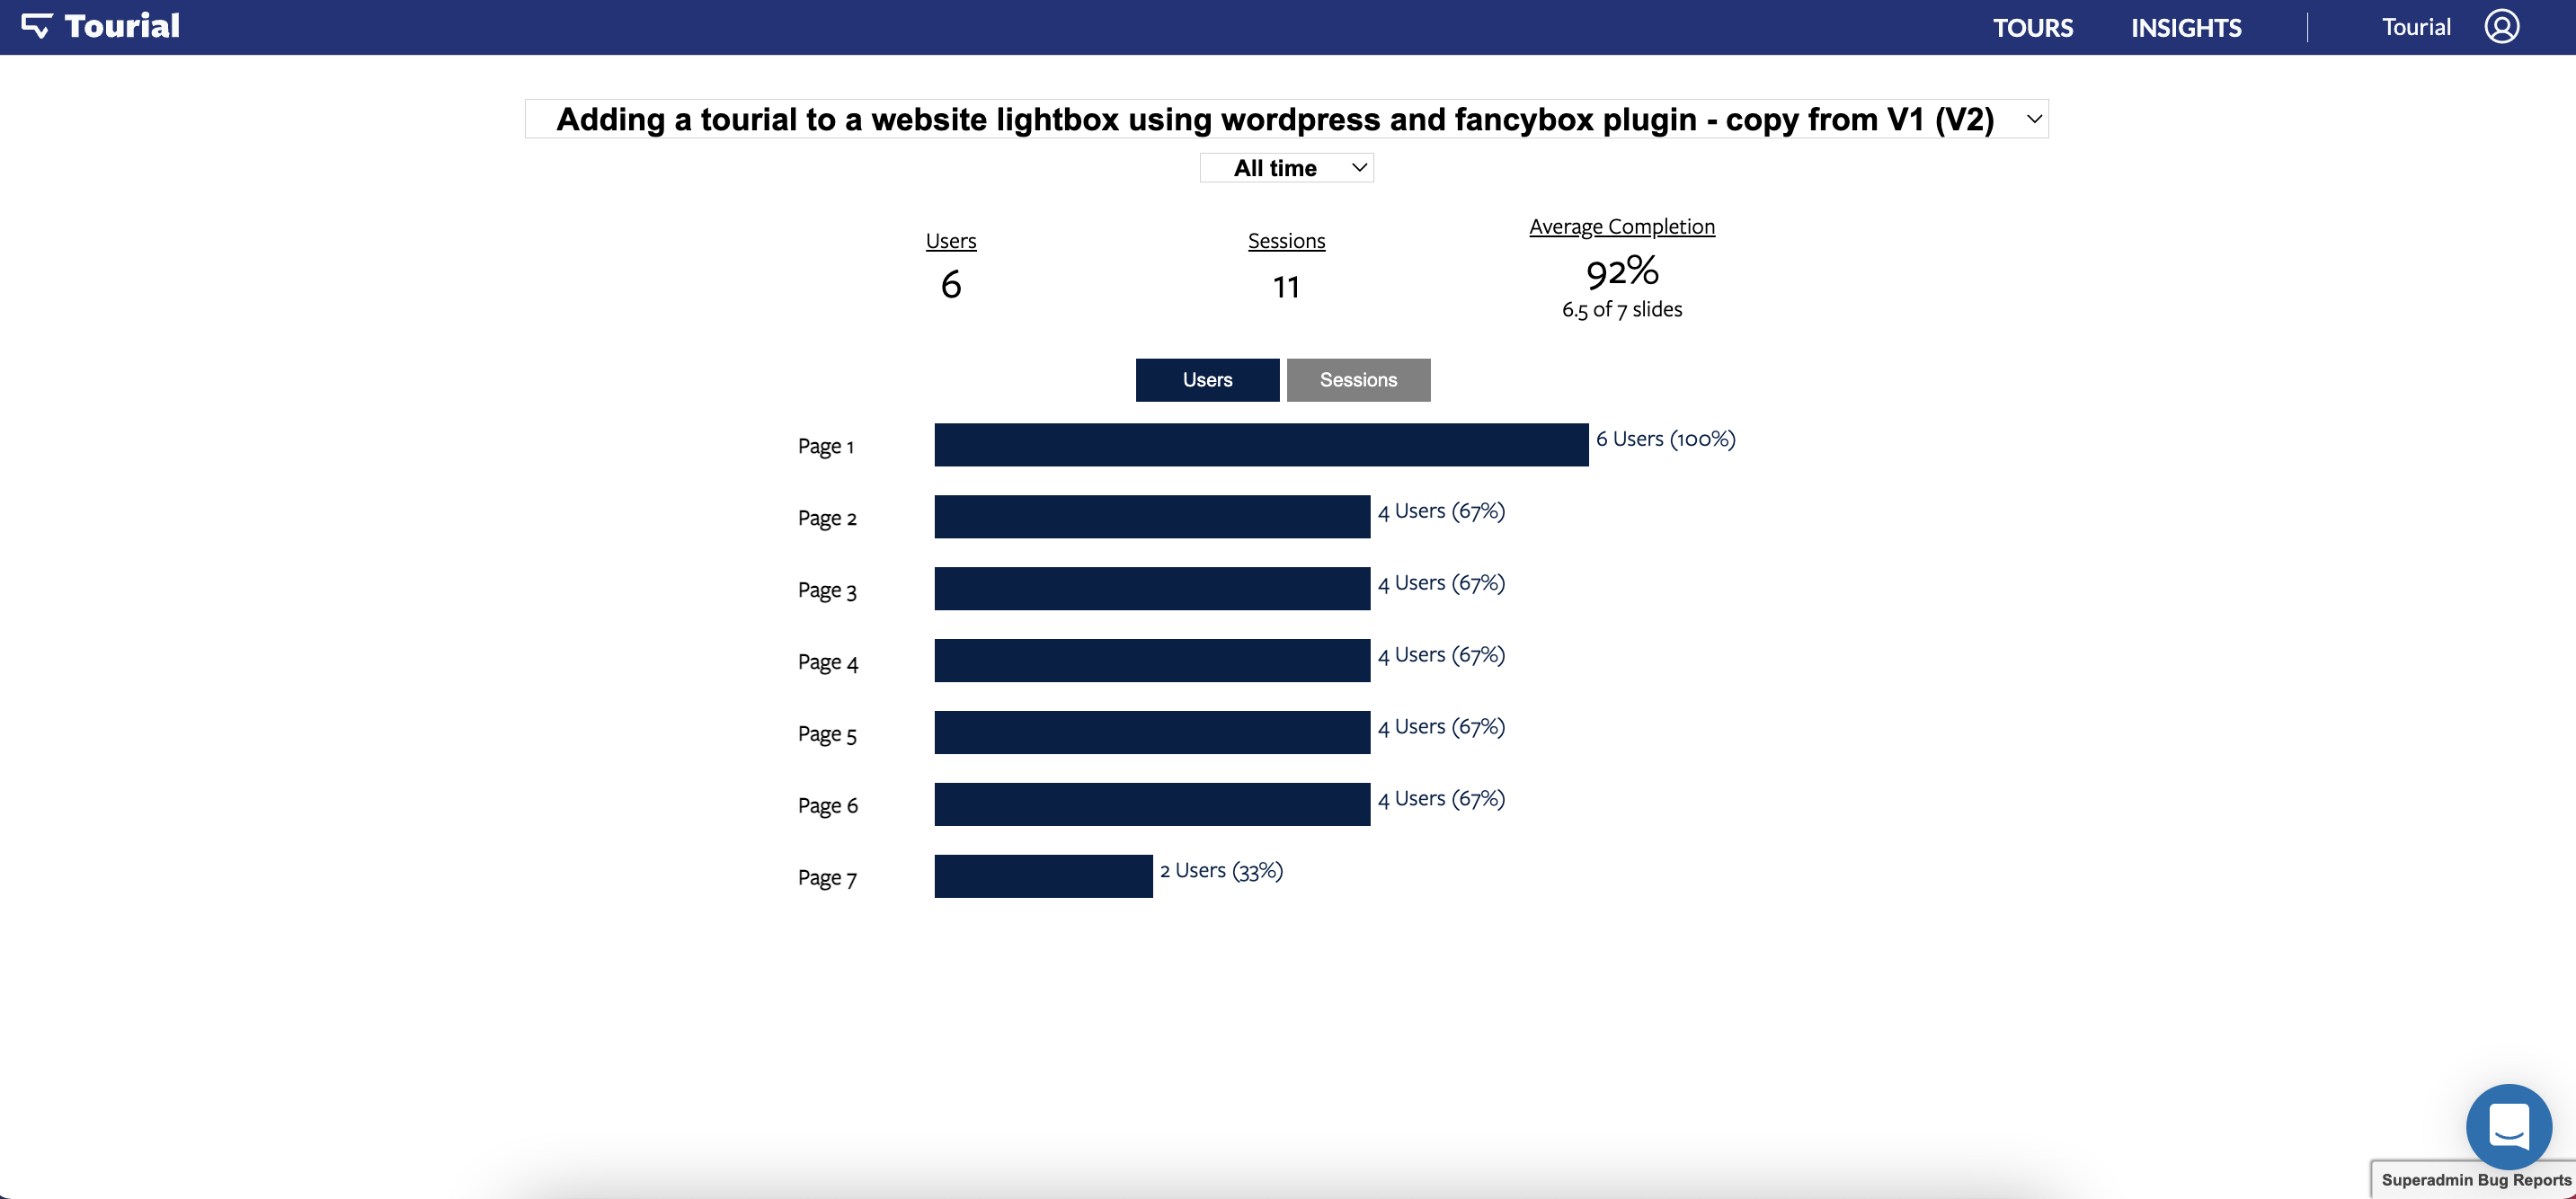 Tourial
TOURS INSIGHTS Tourial
Adding a tourial to a website lightbox using wordpress and fancybox plugin - copy from V1 (V2)
All time
Users
6
Sessions
11
Average Completion
92%
6.5 of 7 slides
Users Sessions
Page 1 6 Users (100%)
Page 2 4 Users (67%)
Page 3 4 Users (67%)
Page 4 4 Users (67%)
Page 5 4 Users (67%)
Page 6 4 Users (67%)
Page 7 2 Users (33%)
Superadmin Bug Reports